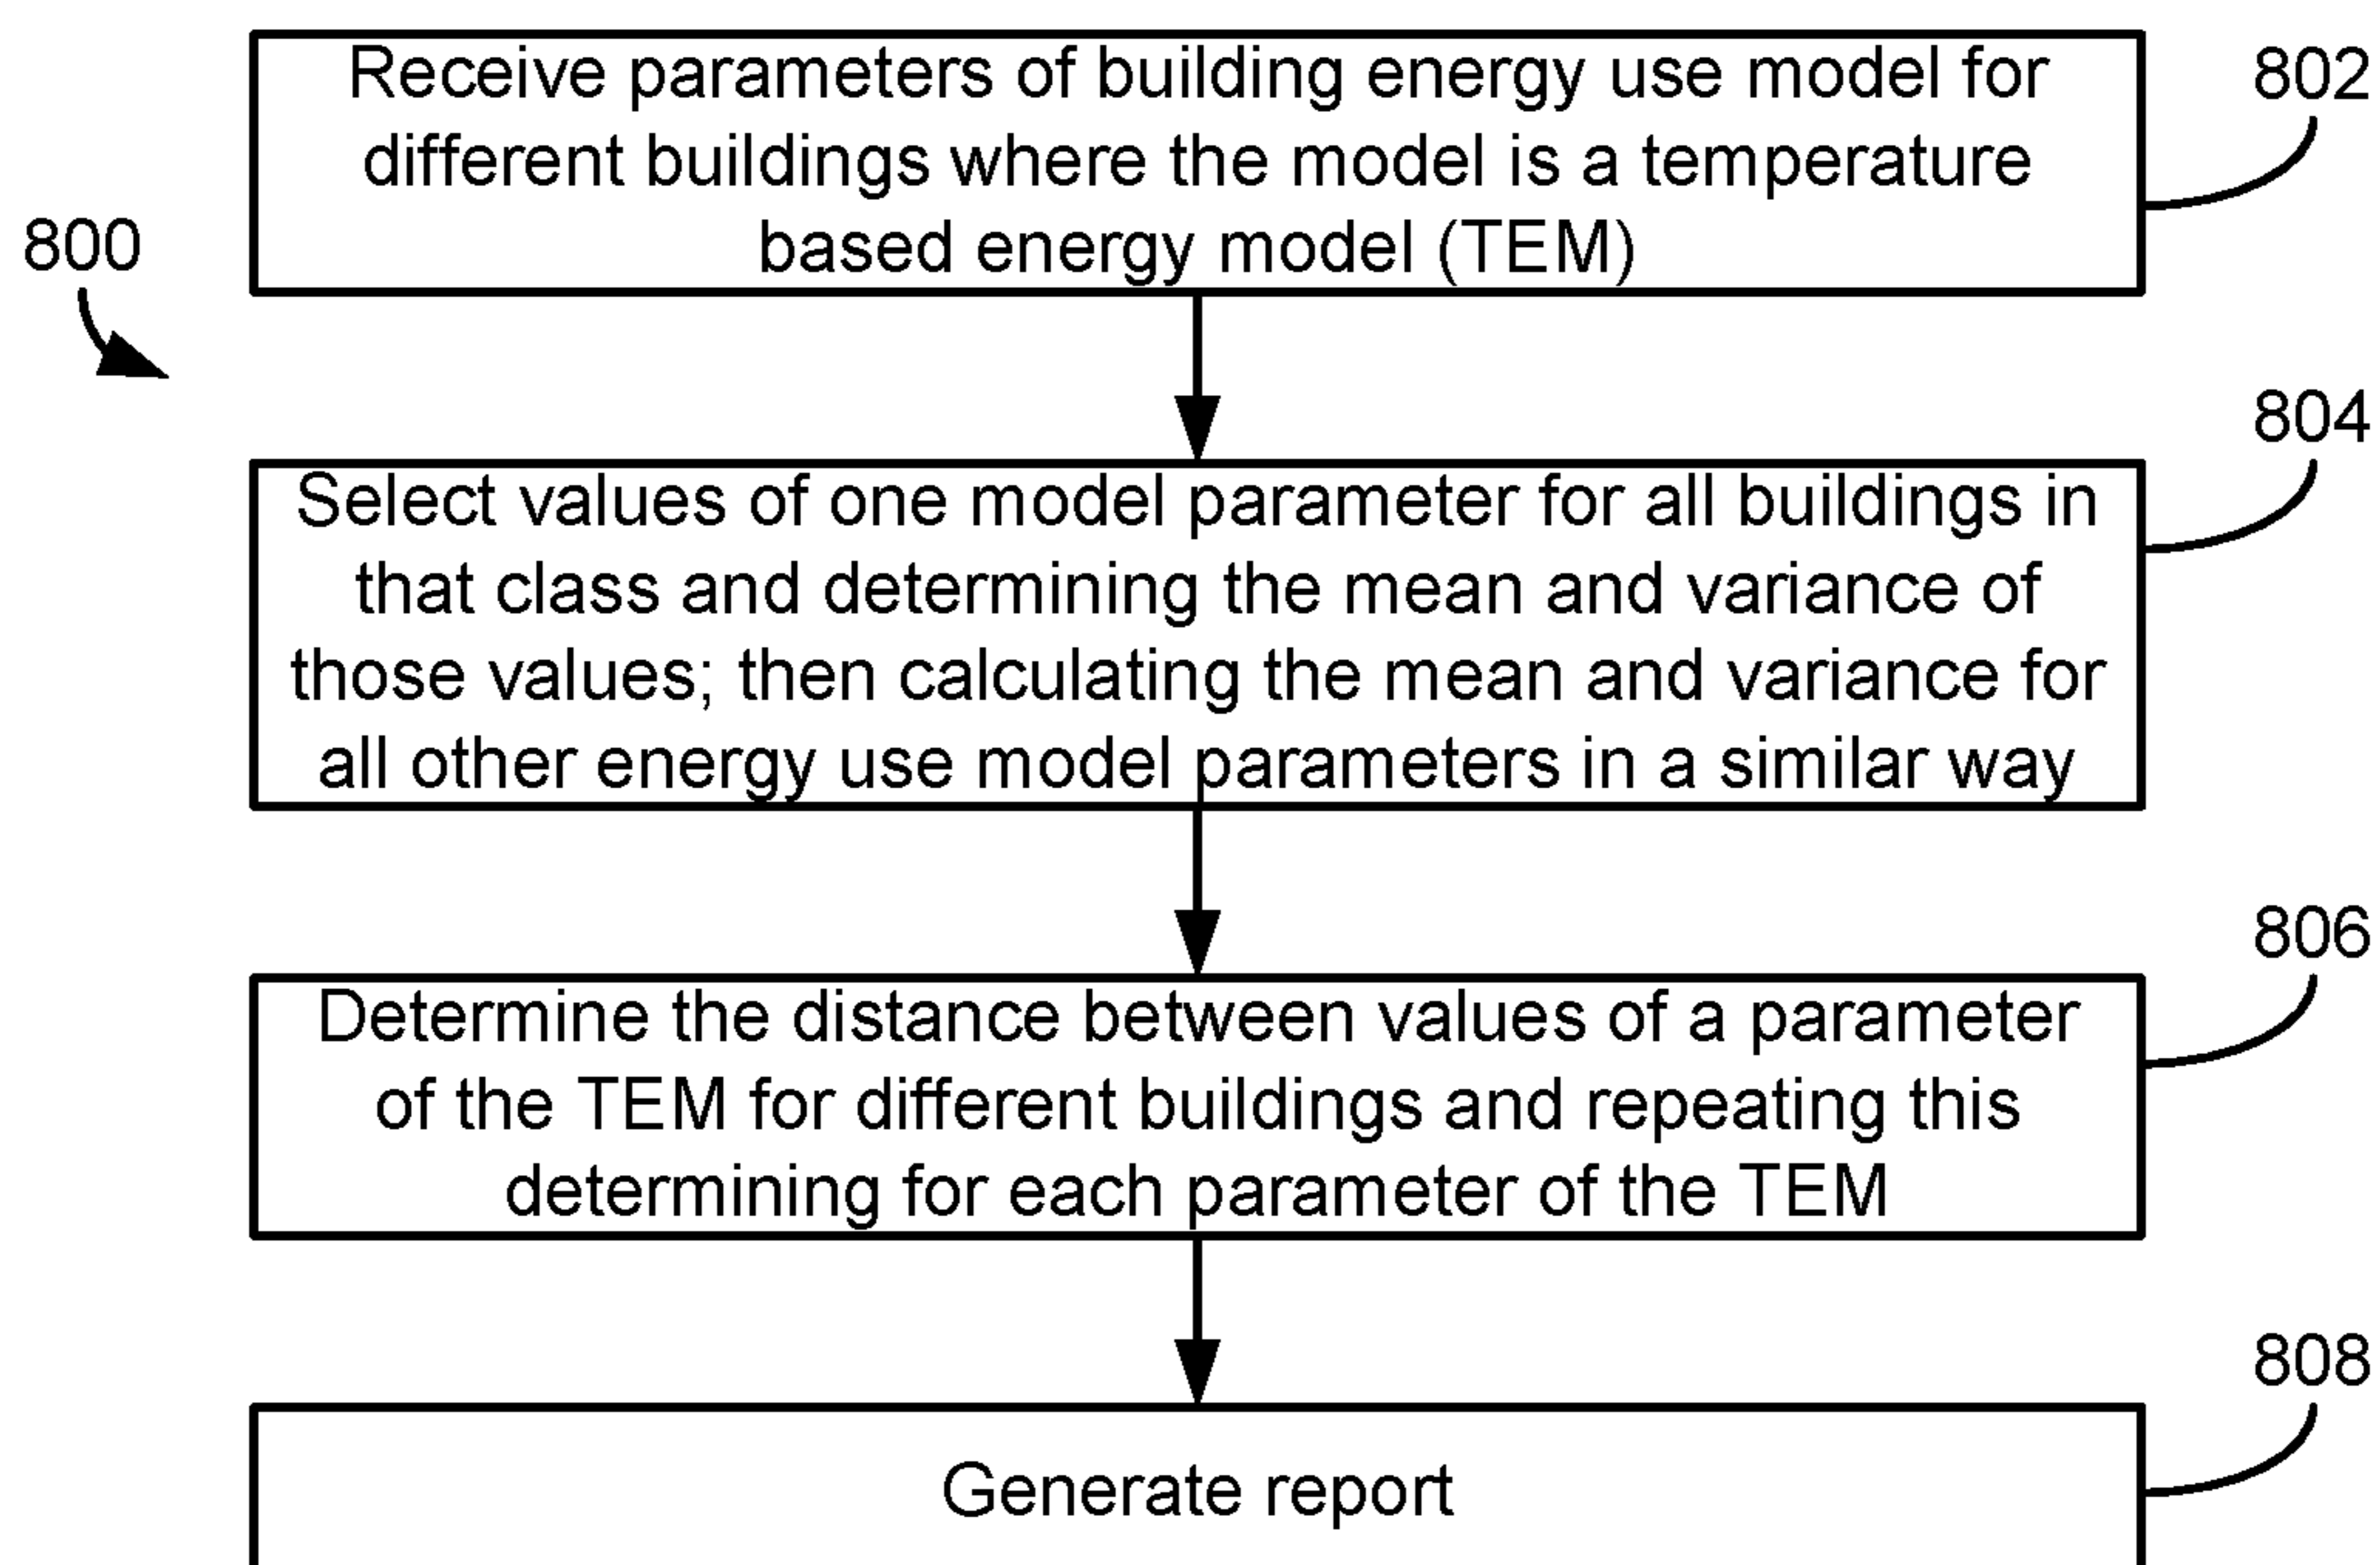 Receive parameters of building energy use model for
different buildings where the model is a temperature
based energy model (TEM)
802
800
Select values of one model parameter for all buildings in
that class and determining the mean and variance of
those values; then calculating the mean and variance for
all other energy use model parameters in a similar way
804
Determine the distance between values of a parameter
of the TEM for different buildings and repeating this
determining for each parameter of the TEM
806
Generate report
808